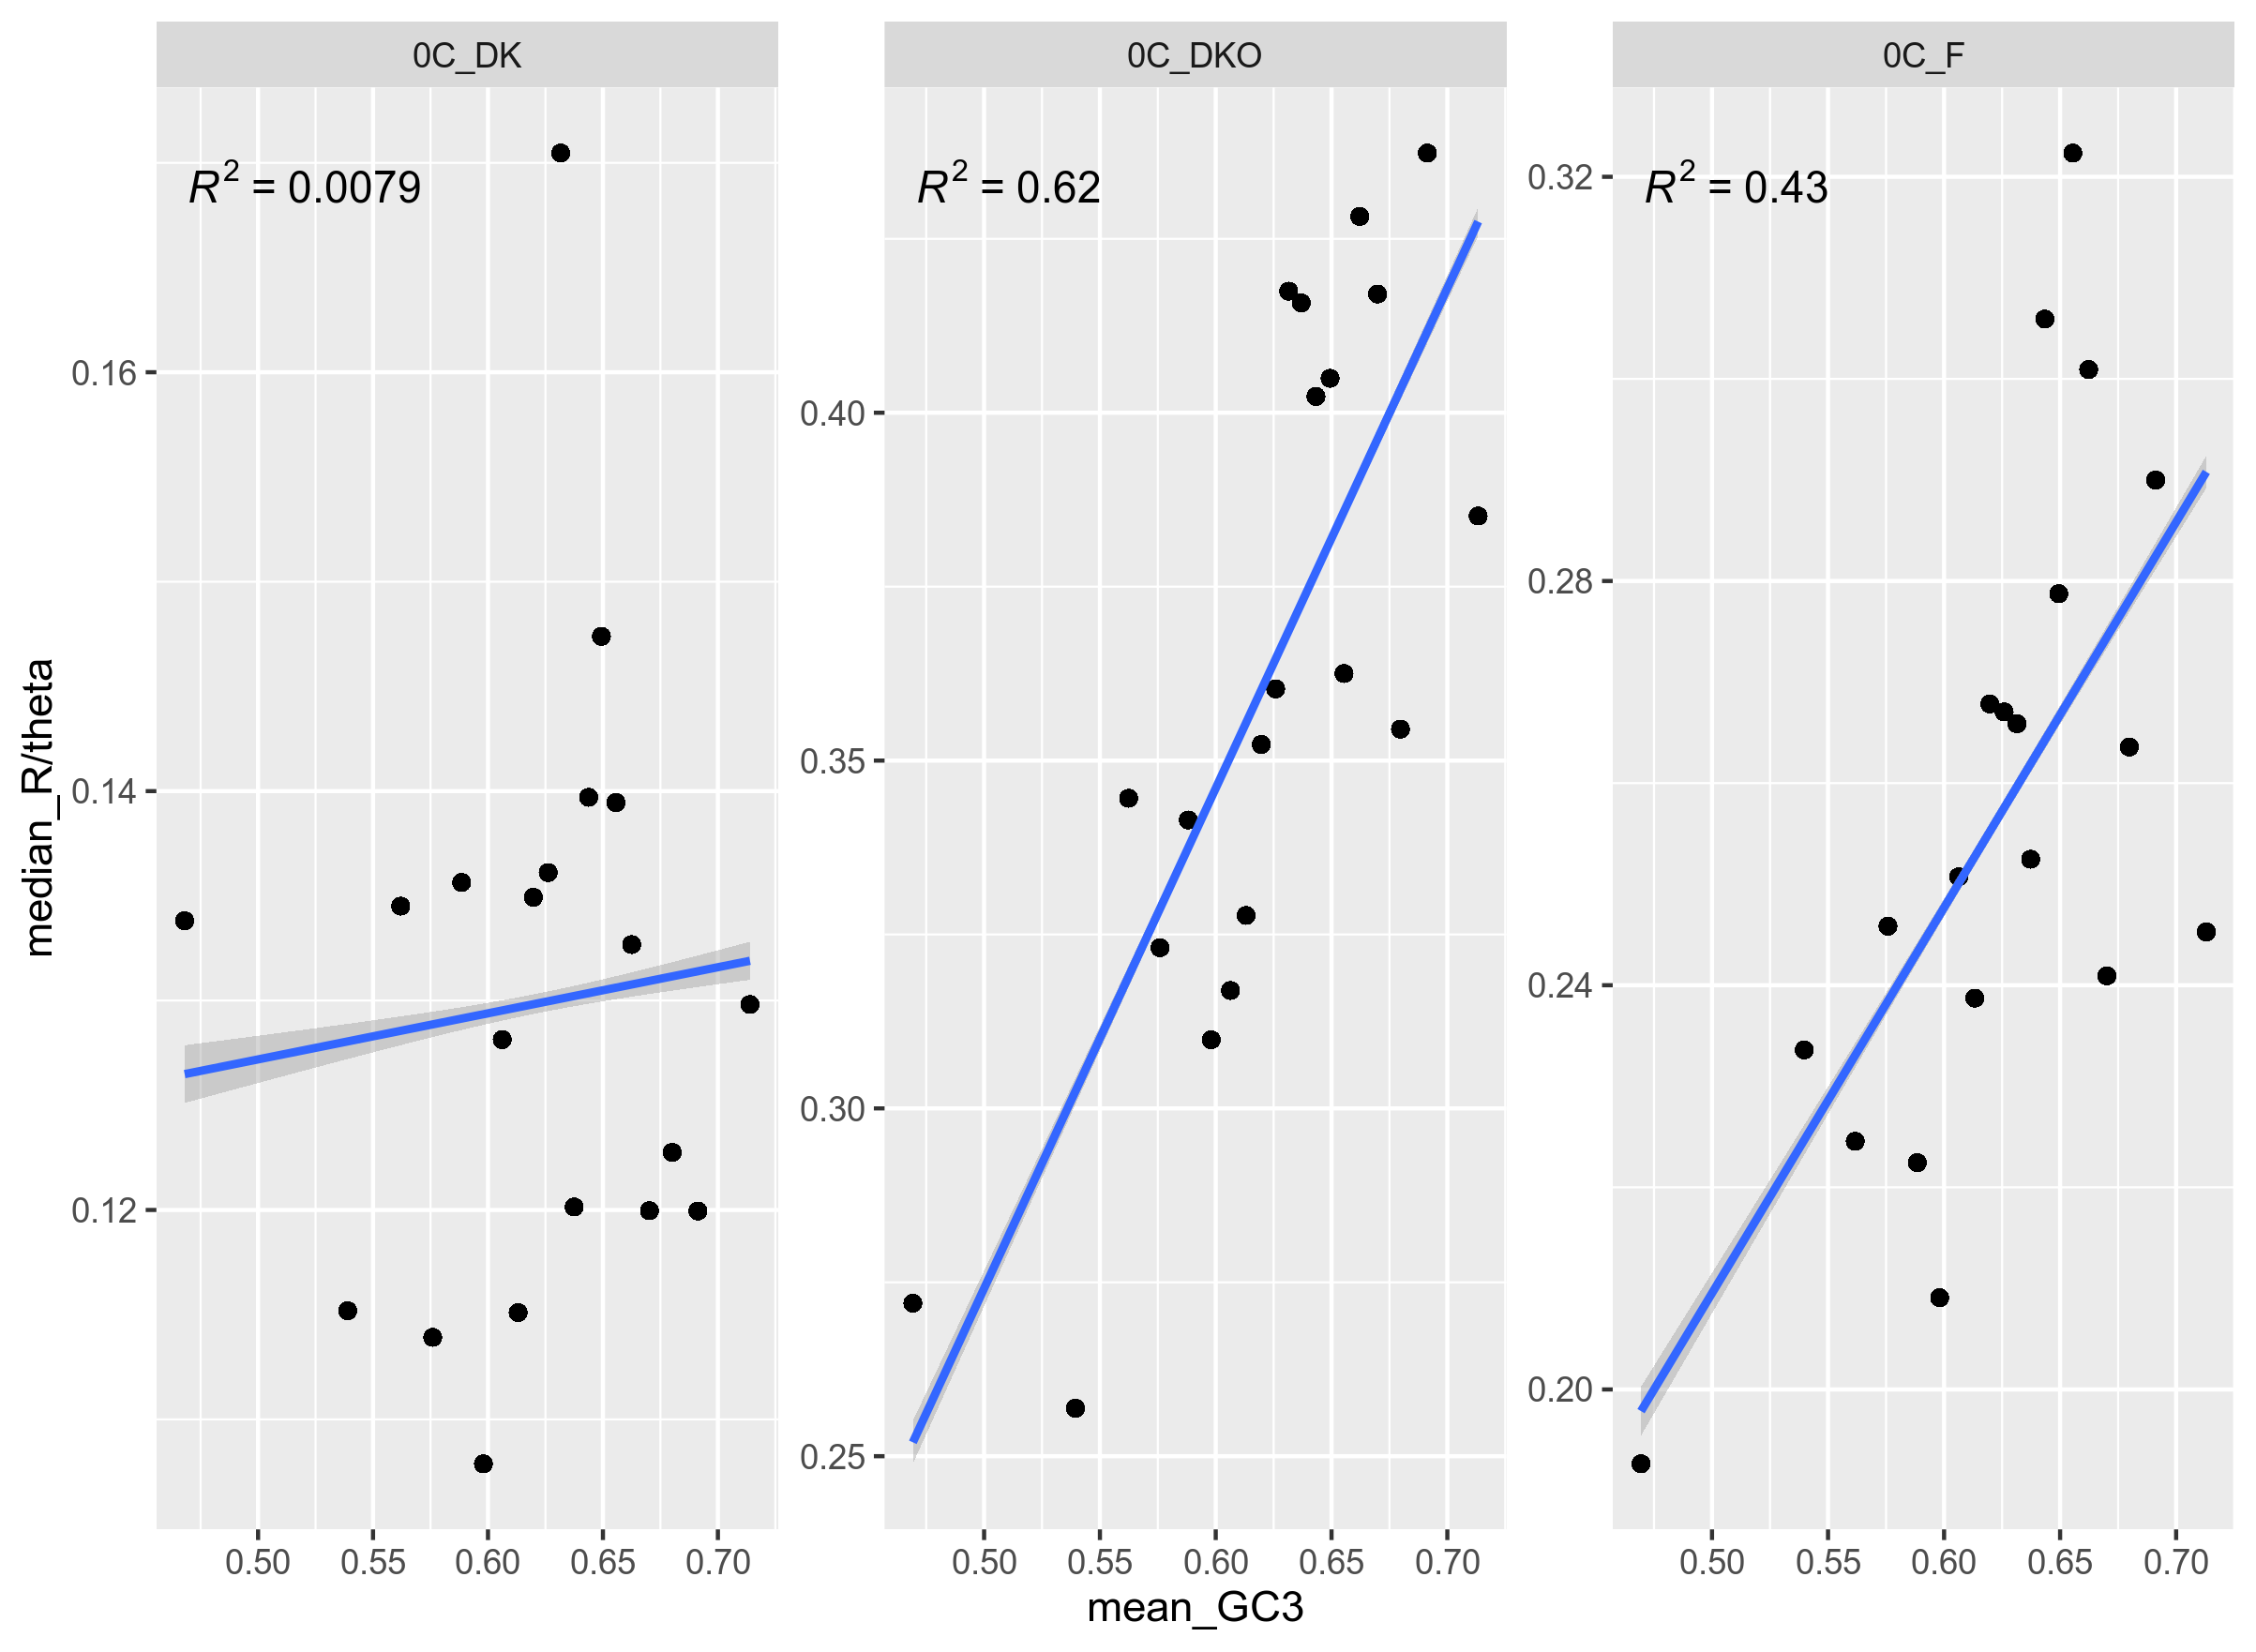 0C_DK
0C_DKO
0C_F
R² = 0.0079
R² = 0.62
R² = 0.43
median_R/theta
0.16
0.14
0.12
0.40
0.35
0.30
0.25
0.32
0.28
0.24
0.20
0.50 0.55 0.60 0.65 0.70
0.50 0.55 0.60 0.65 0.70
0.50 0.55 0.60 0.65 0.70
mean_GC3